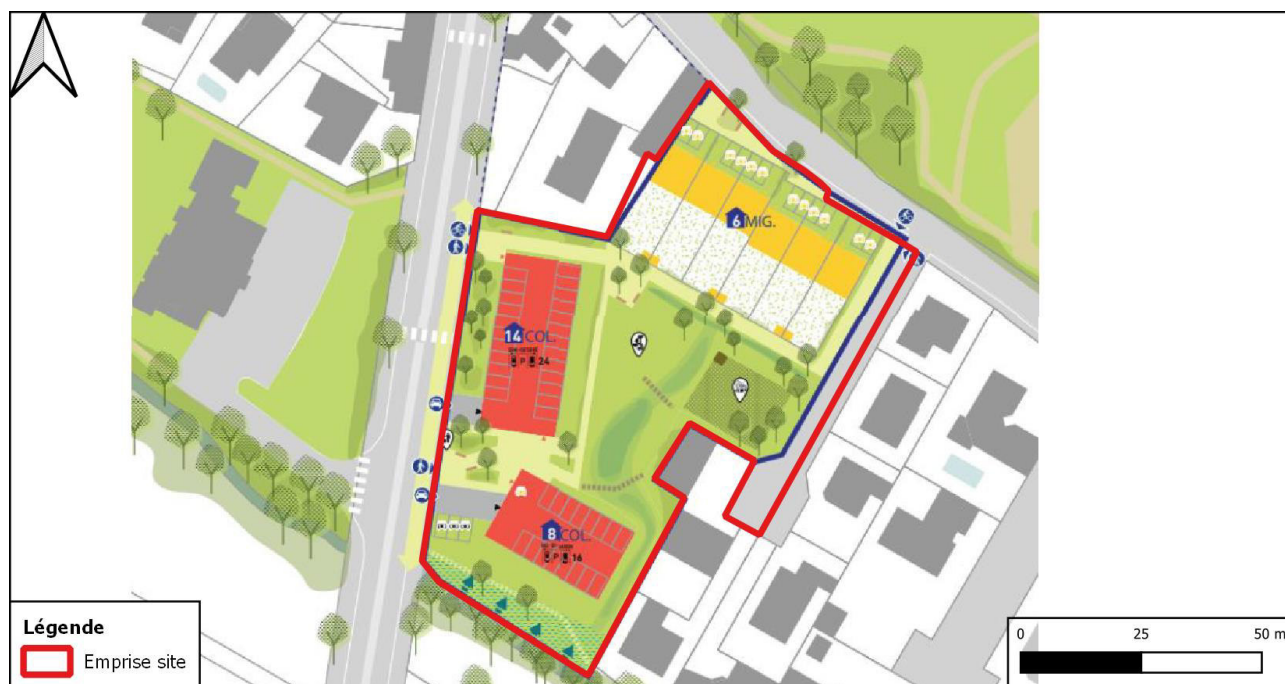 6 MIG.
14 COL.
P 24
8 COL.
P 16
Légende
Emprise site
0 25 50 m